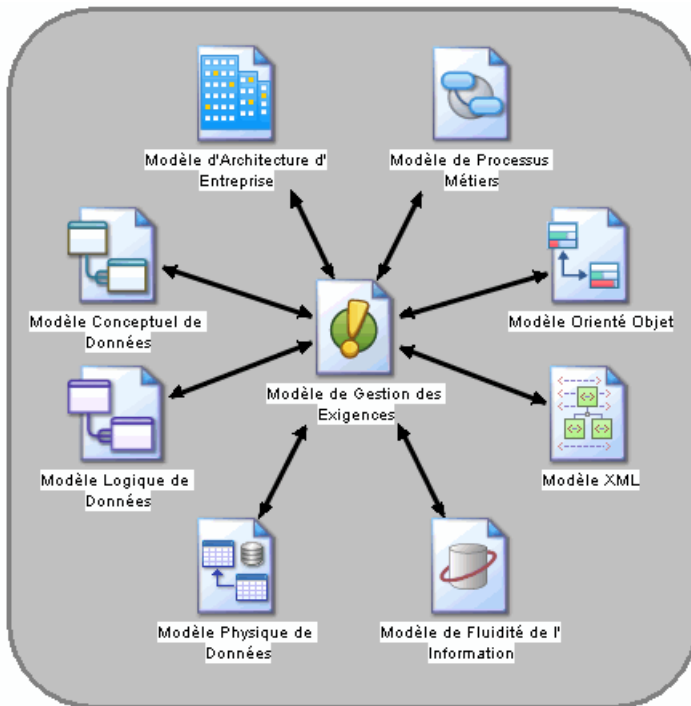 Modèle d'Architecture d'
Entreprise
Modèle de Processus
Métiers
Modèle Conceptuel de
Données
Modèle Orienté Objet
Modèle de Gestion des
Exigences
Modèle Logique de
Données
Modèle XML
Modèle Physique de
Données
Modèle de Fluidité de l'
Information